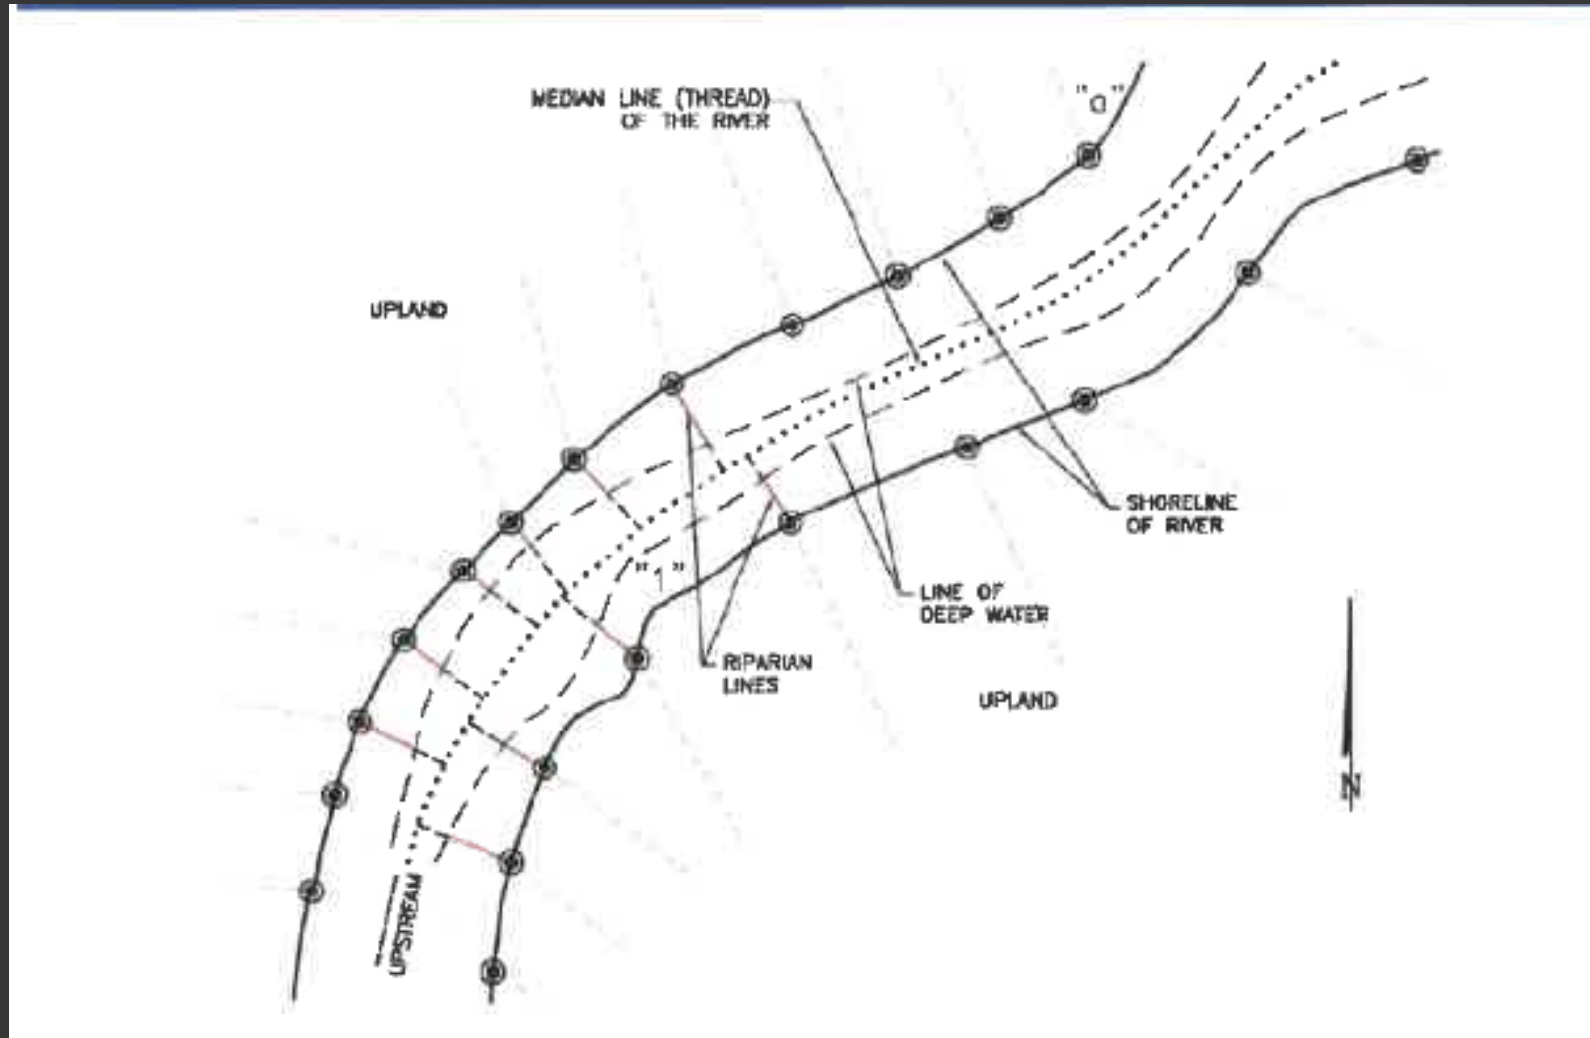 MEDIAN LINE (THREAD)
OF THE RIVER
"a"
UPLAND
SHORELINE
OF RIVER
"1"
LINE OF
DEEP WATER
RIPARIAN
LINES
UPLAND
N
UPSTREAM